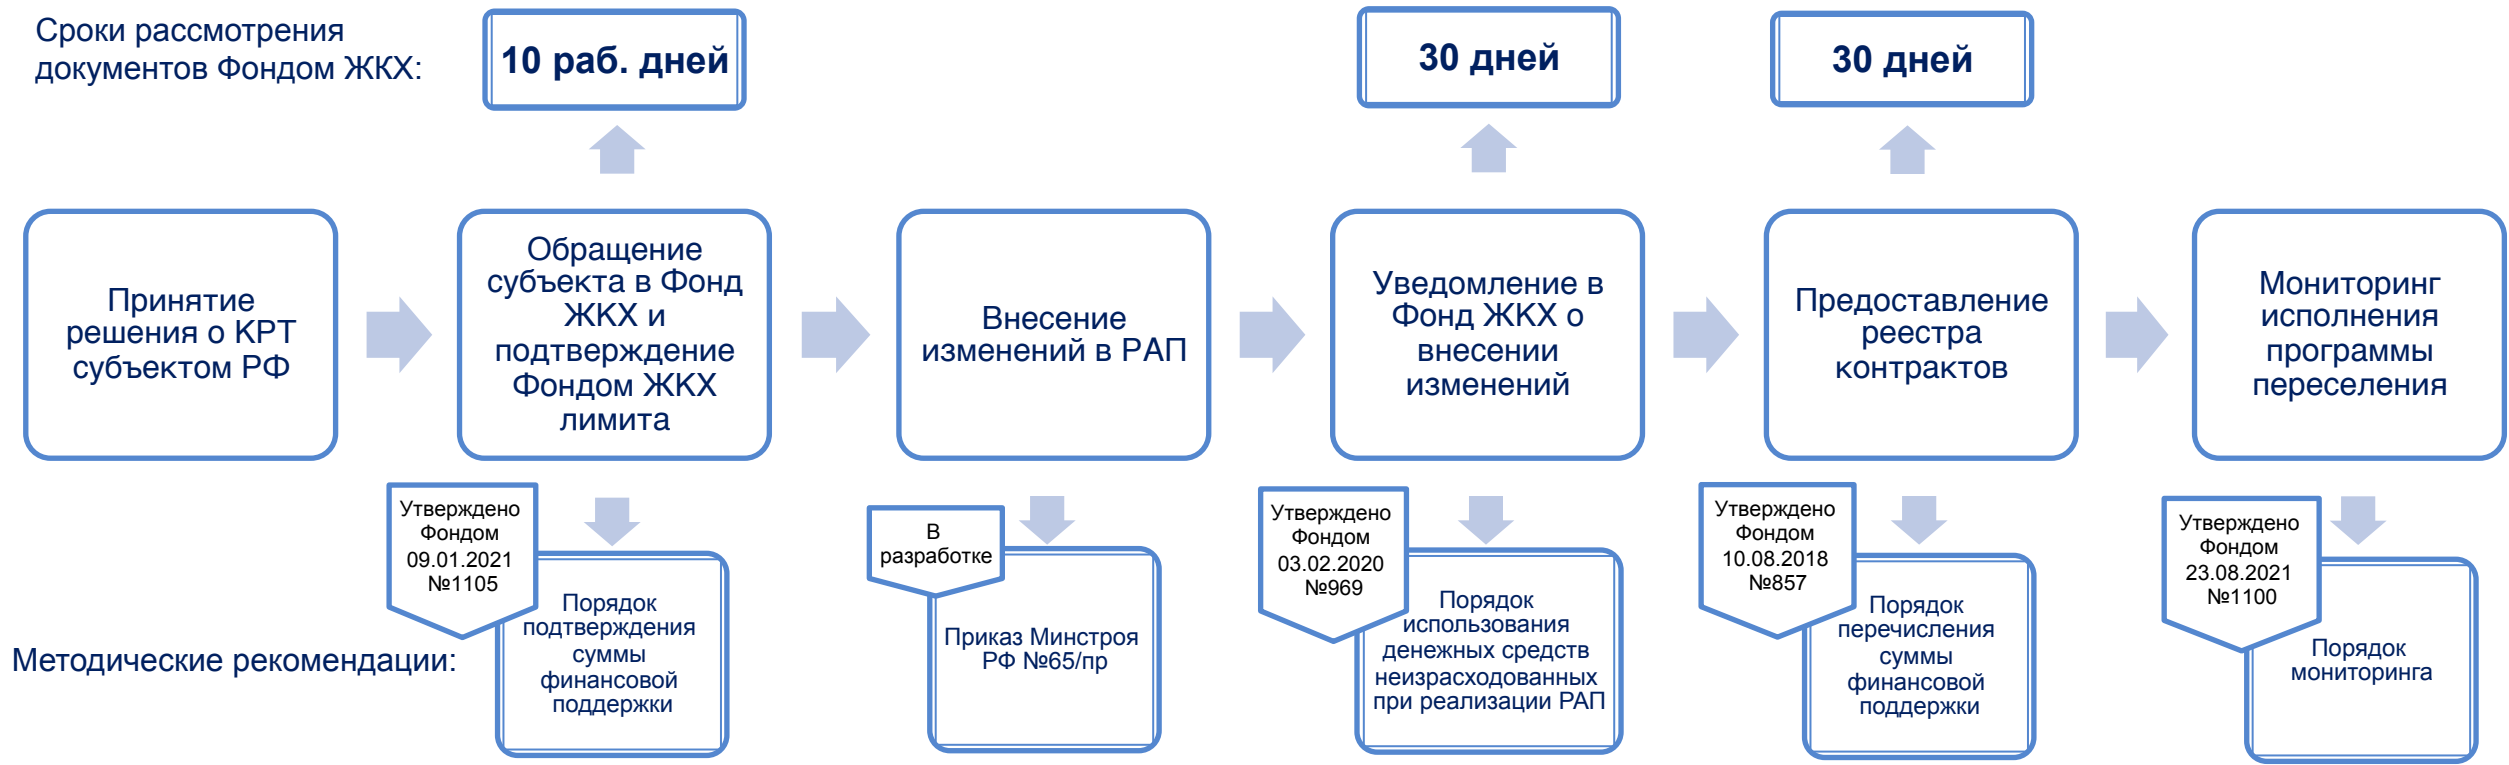 Сроки рассмотрения
документов Фондом ЖКХ:
10 раб. дней
30 дней
30 дней
Принятие
решения о КРТ
субъектом РФ
Обращение
субъекта в Фонд
ЖКХ и
подтверждение
Фондом ЖКХ
лимита
Внесение
изменений в РАП
Уведомление в
Фонд ЖКХ о
внесении
изменений
Предоставление
реестра
контрактов
Мониторинг
исполнения
программы
переселения
Методические рекомендации:
Утверждено
Фондом
09.01.2021
№1105
Порядок
подтверждения
суммы
финансовой
поддержки
В
разработке
Приказ Минстроя
РФ №65/пр
Утверждено
Фондом
03.02.2020
№969
Порядок
использования
денежных средств
неизрасходованных
при реализации РАП
Утверждено
Фондом
10.08.2018
№857
Порядок
перечисления
суммы
финансовой
поддержки
Утверждено
Фондом
23.08.2021
№1100
Порядок
мониторинга